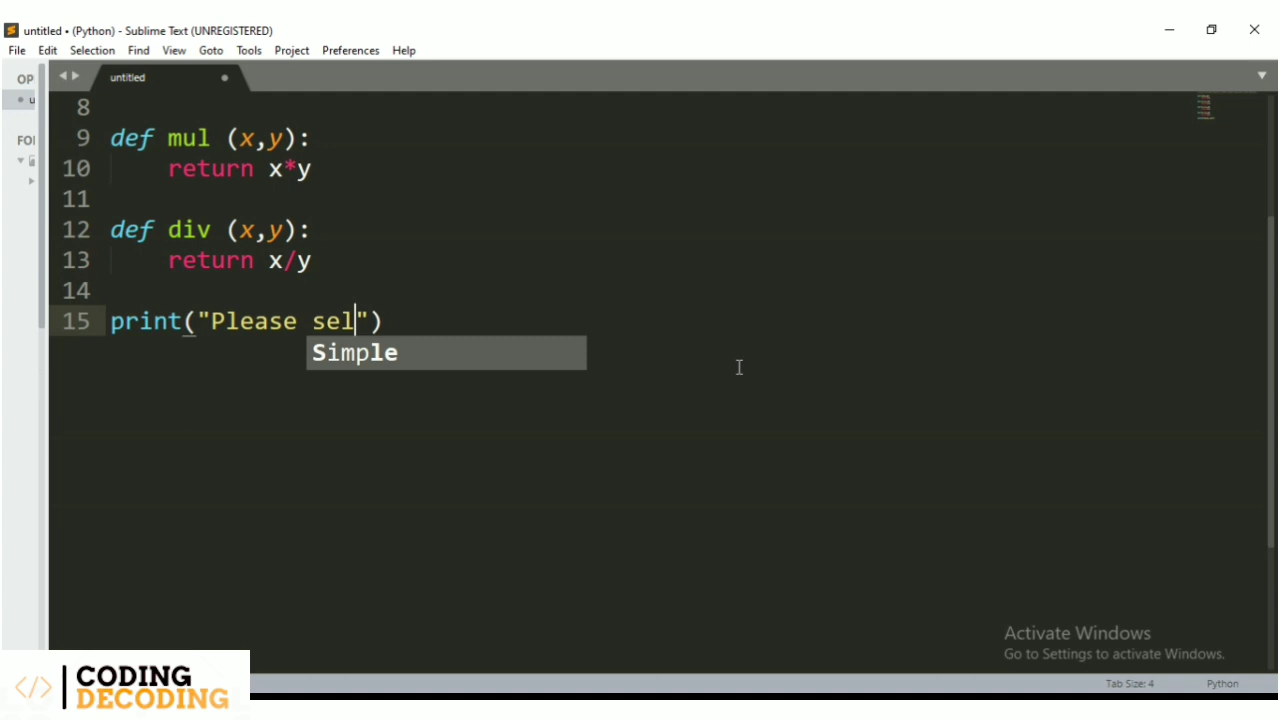 untitled • (Python) - Sublime Text (UNREGISTERED)
File Edit Selection Find View Goto Tools Project Preferences Help
OP
untitled
u
8
FOI
9 def mul (x,y):
10 return x*y
11
12 def div (x,y):
13 return x/y
14
15 print("Please sel")
Simple
Activate Windows
Go to Settings to activate Windows.
</> | CODING
DECODING
Tab Size: 4 Python